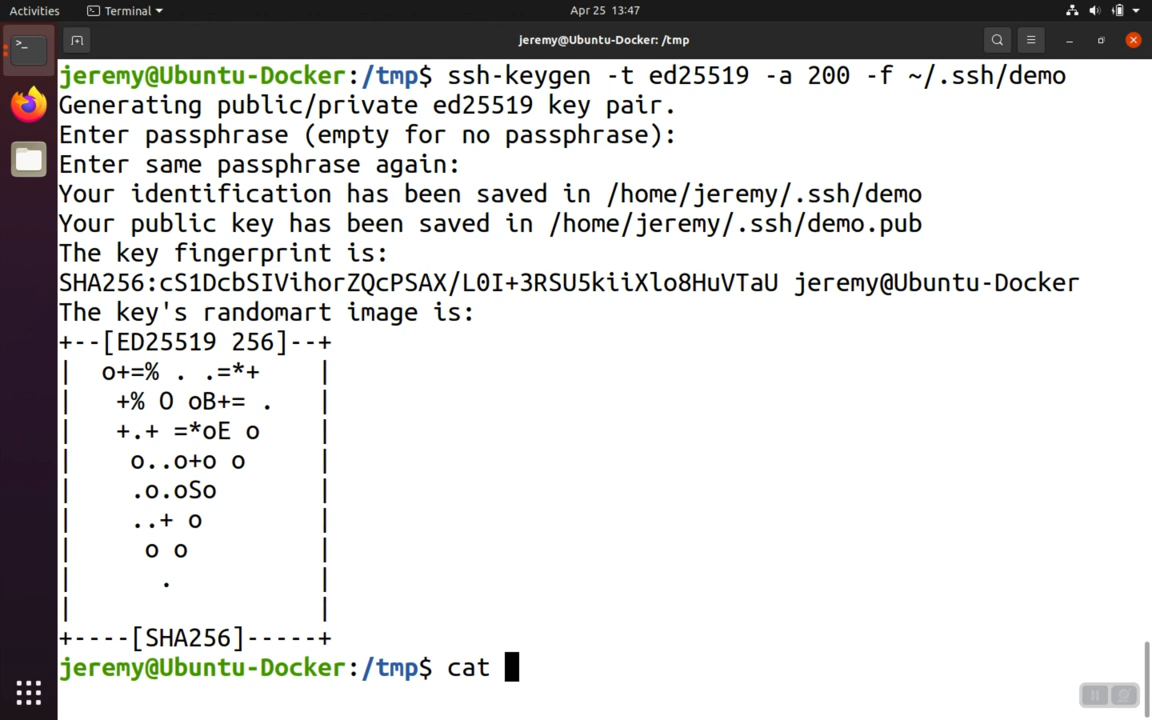 Activities Terminal Apr 25 13:47
jeremy@Ubuntu-Docker: /tmp
jeremy@Ubuntu-Docker:/tmp$ ssh-keygen -t ed25519 -a 200 -f ~/.ssh/demo
Generating public/private ed25519 key pair.
Enter passphrase (empty for no passphrase):
Enter same passphrase again:
Your identification has been saved in /home/jeremy/.ssh/demo
Your public key has been saved in /home/jeremy/.ssh/demo.pub
The key fingerprint is:
SHA256:cS1DcbSIVihorZQcPSAX/L0I+3RSU5kiiXlo8HuVTaU jeremy@Ubuntu-Docker
The key's randomart image is:
+--[ED25519 256]--+
|  o+=% . .=*+    |
|   +% O oB+= .   |
|   +.+ =*oE o    |
|    o..o+o o     |
|    .o.oSo       |
|    ..+ o        |
|     o o         |
|      .          |
|                 |
+----[SHA256]-----+
jeremy@Ubuntu-Docker:/tmp$ cat